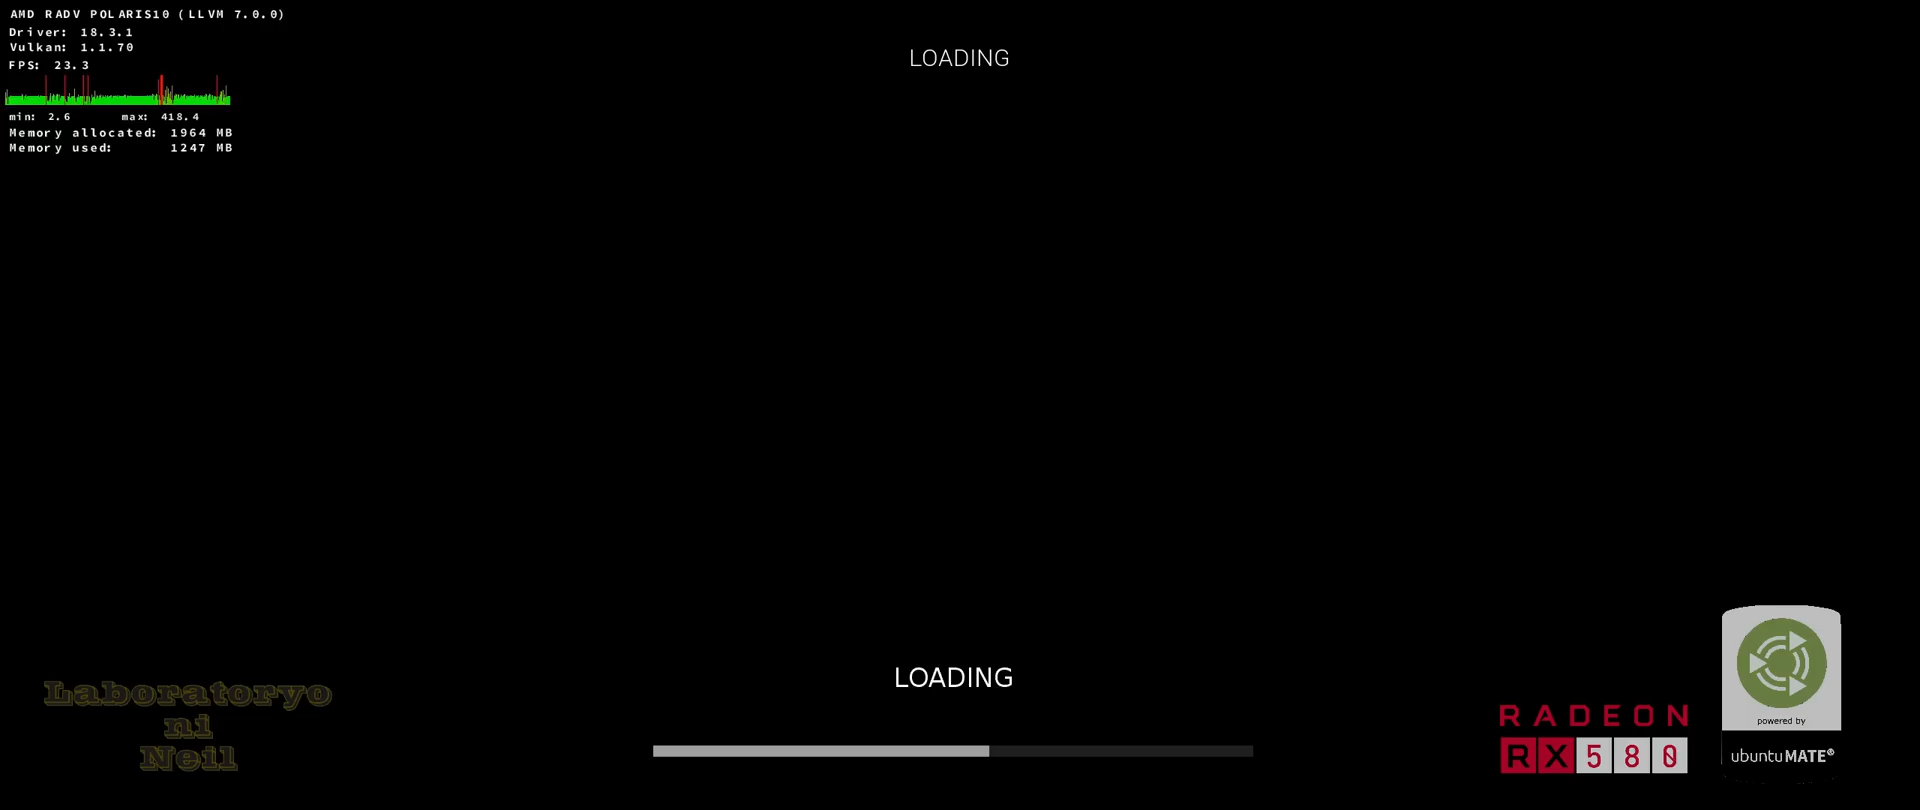 AMD RADV POLARIS10 (LLVM 7.0.0)
Driver: 18.3.1
Vulkan: 1.1.70
FPS: 23.3
min: 2.6 max: 418.4
Memory allocated: 1964 MB
Memory used: 1247 MB
LOADING
LOADING
Laboratoryo
ni
Neil
RADEON
RX 580
powered by
ubuntu MATE®